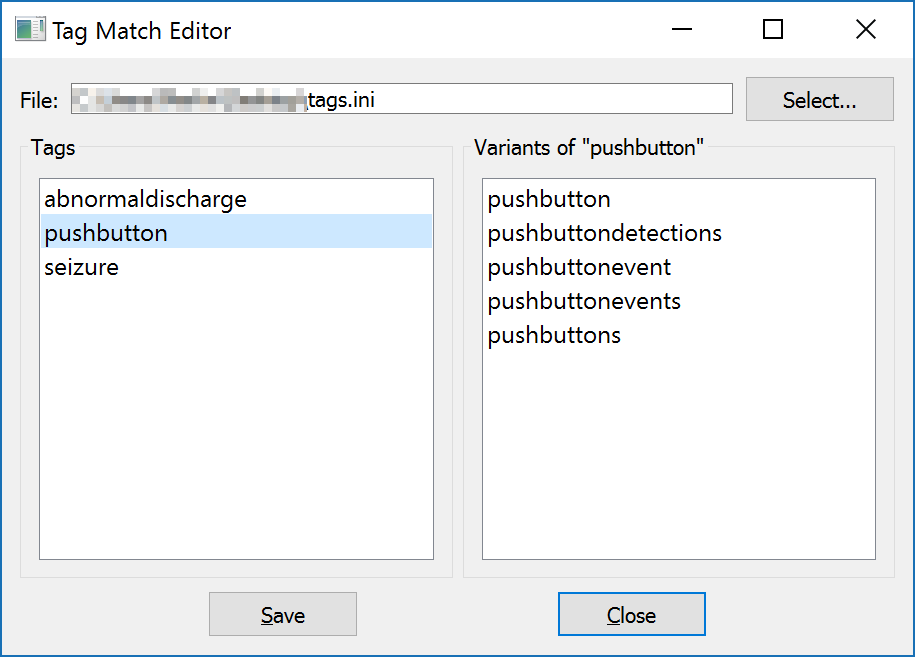 Tag Match Editor
File: tags.ini Select...
Tags
abnormaldischarge
pushbutton
seizure
Variants of "pushbutton"
pushbutton
pushbuttondetections
pushbuttonevent
pushbuttonevents
pushbuttons
Save Close